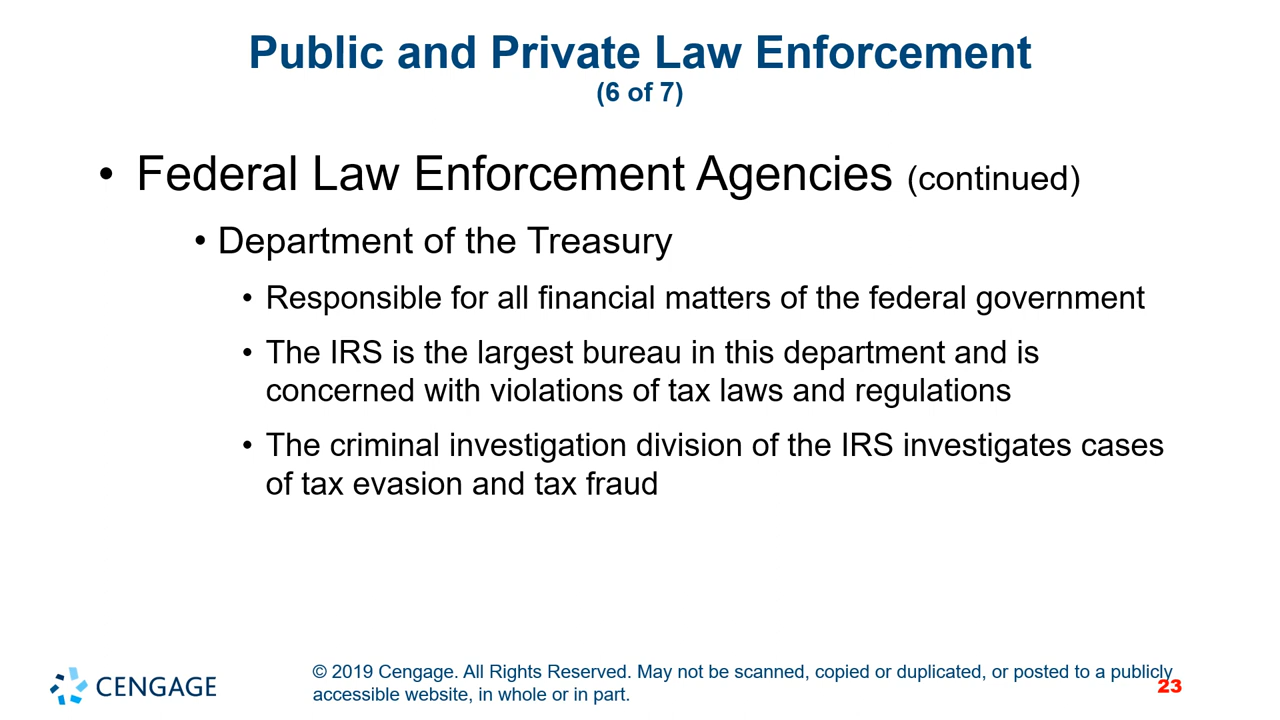 Public and Private Law Enforcement
(6 of 7)
• Federal Law Enforcement Agencies (continued)
• Department of the Treasury
• Responsible for all financial matters of the federal government
• The IRS is the largest bureau in this department and is
concerned with violations of tax laws and regulations
• The criminal investigation division of the IRS investigates cases
of tax evasion and tax fraud
CENGAGE
© 2019 Cengage. All Rights Reserved. May not be scanned, copied or duplicated, or posted to a publicly
accessible website, in whole or in part.
23